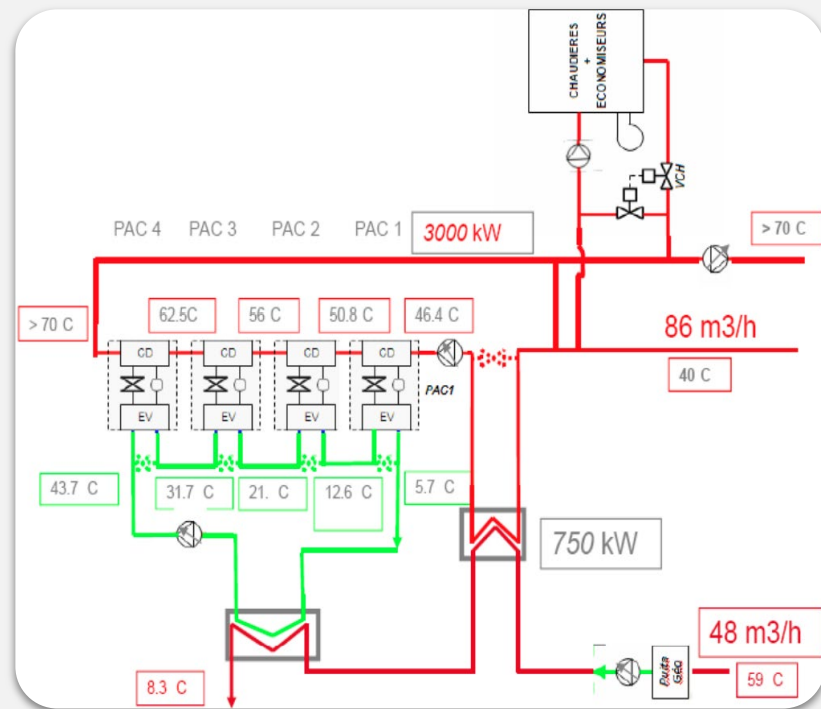 CHAUDIERES
+
ECONOMISEURS
VCH
PAC 4 PAC 3 PAC 2 PAC 1 3000 kW
> 70 C
> 70 C 62.5C 56 C 50.8 C 46.4 C
86 m3/h
40 C
CD CD CD CD
PAC1
EV EV EV EV
43.7 C 31.7 C 21. C 12.6 C 5.7 C
750 kW
48 m3/h
Puits
Géo
59 C
8.3 C